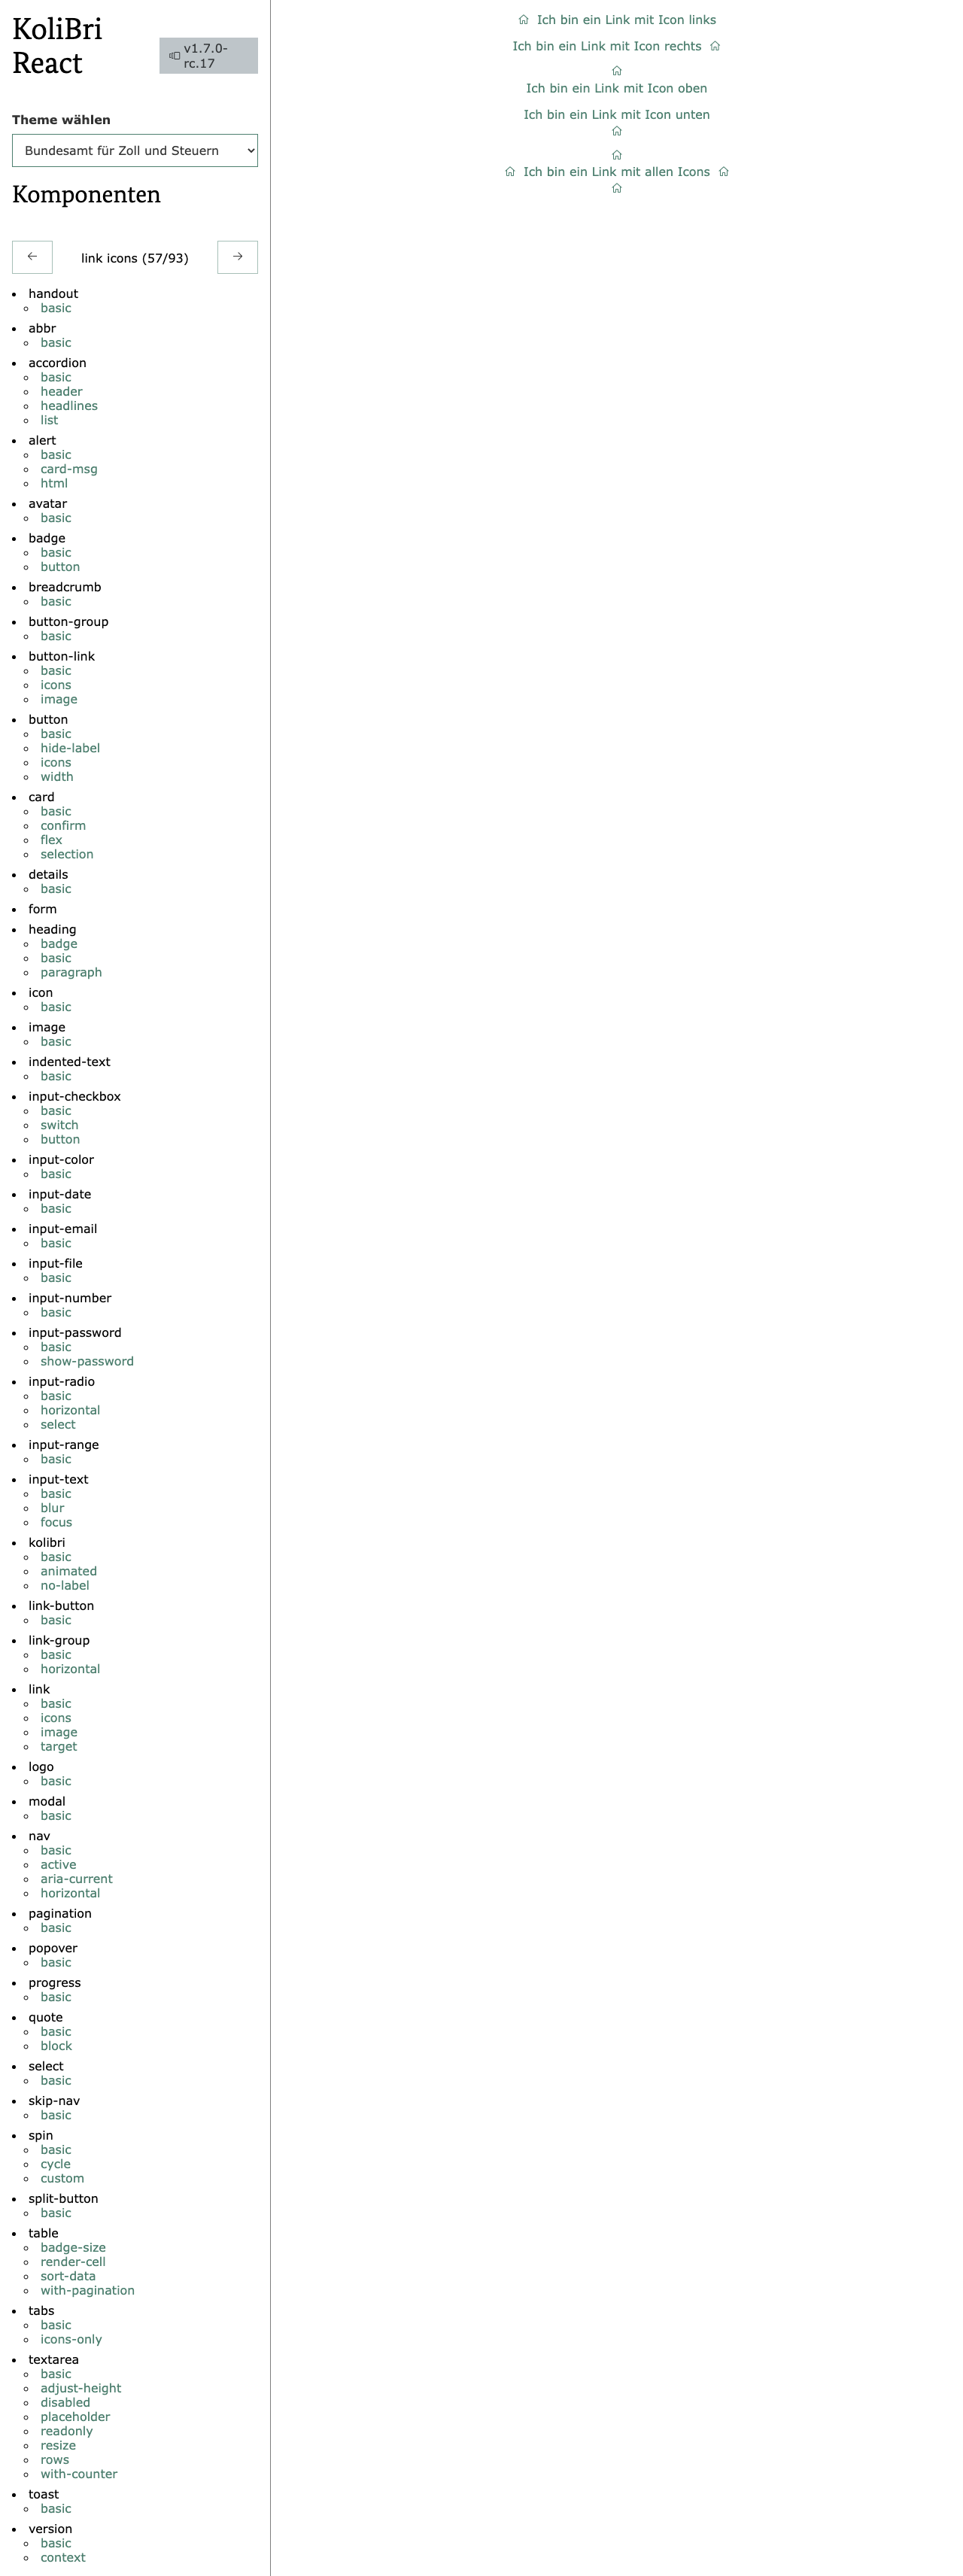 KoliBri
React
v1.7.0-
rc.17
Theme wählen
Bundesamt für Zoll und Steuern
Komponenten
link icons (57/93)
handout
basic
abbr
basic
accordion
basic
header
headlines
list
alert
basic
card-msg
html
avatar
basic
badge
basic
button
breadcrumb
basic
button-group
basic
button-link
basic
icons
image
button
basic
hide-label
icons
width
card
basic
confirm
flex
selection
details
basic
form
heading
badge
basic
paragraph
icon
basic
image
basic
indented-text
basic
input-checkbox
basic
switch
button
input-color
basic
input-date
basic
input-email
basic
input-file
basic
input-number
basic
input-password
basic
show-password
input-radio
basic
horizontal
select
input-range
basic
input-text
basic
blur
focus
kolibri
basic
animated
no-label
link-button
basic
link-group
basic
horizontal
link
basic
icons
image
target
logo
basic
modal
basic
nav
basic
active
aria-current
horizontal
pagination
basic
popover
basic
progress
basic
quote
basic
block
select
basic
skip-nav
basic
spin
basic
cycle
custom
split-button
basic
table
badge-size
render-cell
sort-data
with-pagination
tabs
basic
icons-only
textarea
basic
adjust-height
disabled
placeholder
readonly
resize
rows
with-counter
toast
basic
version
basic
context
Ich bin ein Link mit Icon links
Ich bin ein Link mit Icon rechts
Ich bin ein Link mit Icon oben
Ich bin ein Link mit Icon unten
Ich bin ein Link mit allen Icons